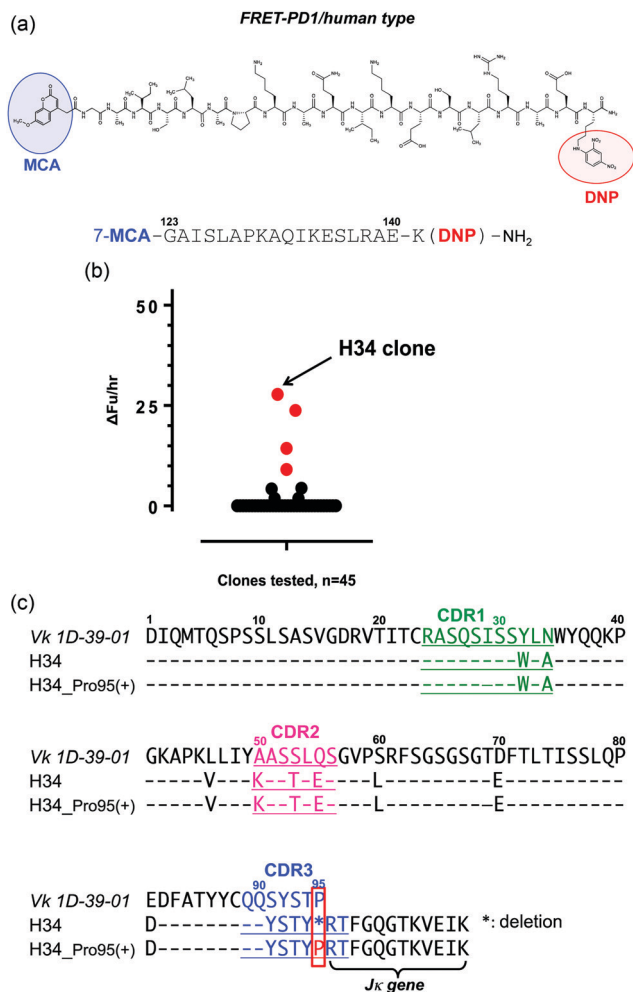 (a)
FRET-PD1/human type
MCA
DNP
123 140
7-MCA-GAISLAPKAQIKESLRAE-K(DNP)-NH2
(b)
50
25
0
ΔFu/hr
H34 clone
Clones tested, n=45
(c)
CDR1
1 10 20 30 40
Vk 1D-39-01 DIQMTQSPSSLSASVGDRVTITCRASQSISSYLNWYQQKP
H34 -------------------------------W-A------
H34_Pro95(+) -------------------------------W-A------
CDR2
50 60 70 80
Vk 1D-39-01 GKAPKLLIYAASSLQSGVPSRFSGSGSGTDFTLTISSLQP
H34 -----V---K--T-E----L---------E----------
H34_Pro95(+) -----V---K--T-E----L---------E----------
CDR3
90 95
Vk 1D-39-01 EDFATYYCQQSYSTP
H34 D---------YSTY*RTFGQGTKVEIK *: deletion
H34_Pro95(+) D---------YSTYPRTFGQGTKVEIK
Jκ gene